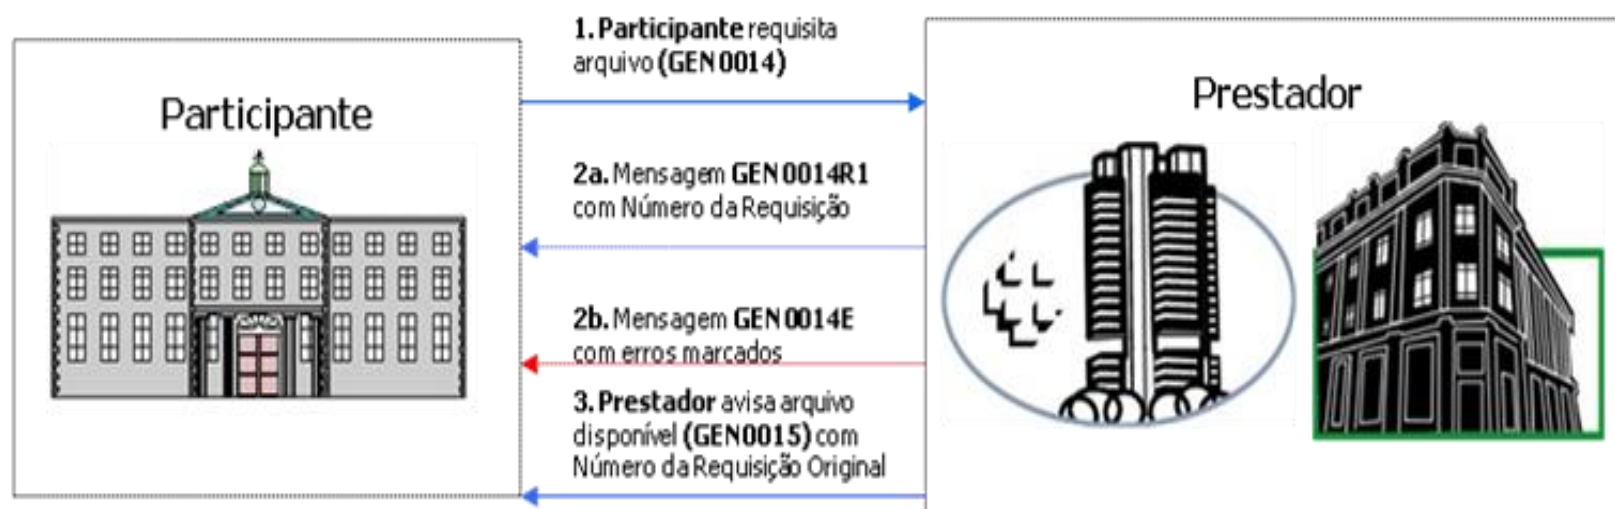 Participante
1. Participante requisita
arquivo (GEN0014)
2a. Mensagem GEN0014R1
com Número da Requisição
2b. Mensagem GEN0014E
com erros marcados
3. Prestador avisa arquivo
disponível (GEN0015) com
Número da Requisição Original
Prestador